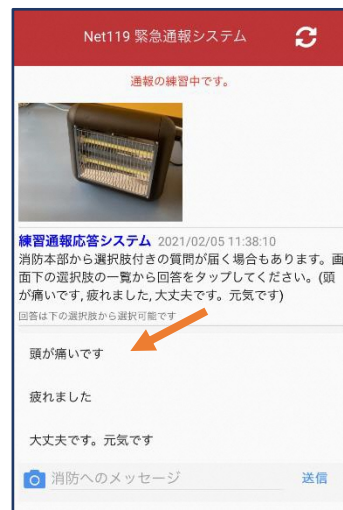 Net119 緊急通報システム
通報の練習中です。
練習通報応答システム 2021/02/05 11:38:10
消防本部から選択肢付きの質問が届く場合もあります。画
面下の選択肢の一覧から回答をタップしてください。(頭
が痛いです, 疲れました, 大丈夫です。元気です)
回答は下の選択肢から選択可能です
頭が痛いです
疲れました
大丈夫です。元気です
消防へのメッセージ 送信